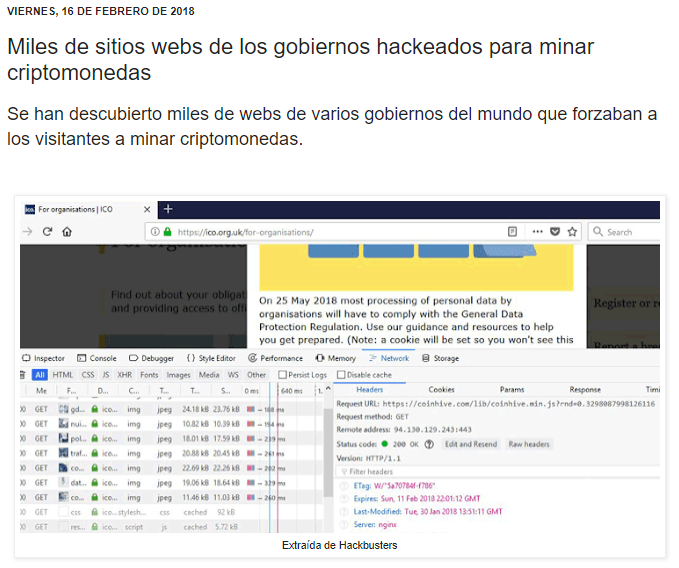 VIERNES, 16 DE FEBRERO DE 2018
Miles de sitios webs de los gobiernos hackeados para minar
criptomonedas
Se han descubierto miles de webs de varios gobiernos del mundo que forzaban a
los visitantes a minar criptomonedas.
ico. For organisations | ICO
https://ico.org.uk/for-organisations/
Search
Find out about your obligat
and providing access to offi
On 25 May 2018 most processing of personal data by
organisations will have to comply with the General Data
Protection Regulation. Use our guidance and resources to help
you get prepared. (Note: a cookie will be set so you won't see this
Register or re
Report a brea
Inspector Console Debugger Style Editor Performance Memory Network Storage
All HTML CSS JS XHR Fonts Images Media WS Other Persist Logs Disable cache
Me F... D... C... T... T... S... 0 ms 640 ms 1.
GET gd... ico... img jpeg 24.18 kB 23.76 kB → 168 ms
GET nui... ico... img jpeg 10.82 kB 10.39 kB → 154 ms
GET pol... ico... img jpeg 18.01 kB 17.59 kB → 239 ms
GET traf... ico... img jpeg 20.88 kB 20.45 kB → 261 ms
GET co... ico... img jpeg 22.69 kB 22.26 kB → 202 ms
GET dat... ico... img jpeg 19.06 kB 18.64 kB → 329 ms
GET co... ico... img jpeg 11.46 kB 11.03 kB → 260 ms
GET css ico... stylesh... css cached 92 kB
GET res... ico... script js cached 5.72 kB
Headers Cookies Params Response Timi
Request URL: https://coinhive.com/lib/coinhive.min.js?rnd=0.3298087998126116
Request method: GET
Remote address: 94.130.129.243:443
Status code: 200 OK Edit and Resend Raw headers
Version: HTTP/1.1
Filter headers
ETag: W/"5a70784f-f786"
Expires: Sun, 11 Feb 2018 22:01:12 GMT
Last-Modified: Tue, 30 Jan 2018 13:51:11 GMT
Server: nginx
Extraída de Hackbusters